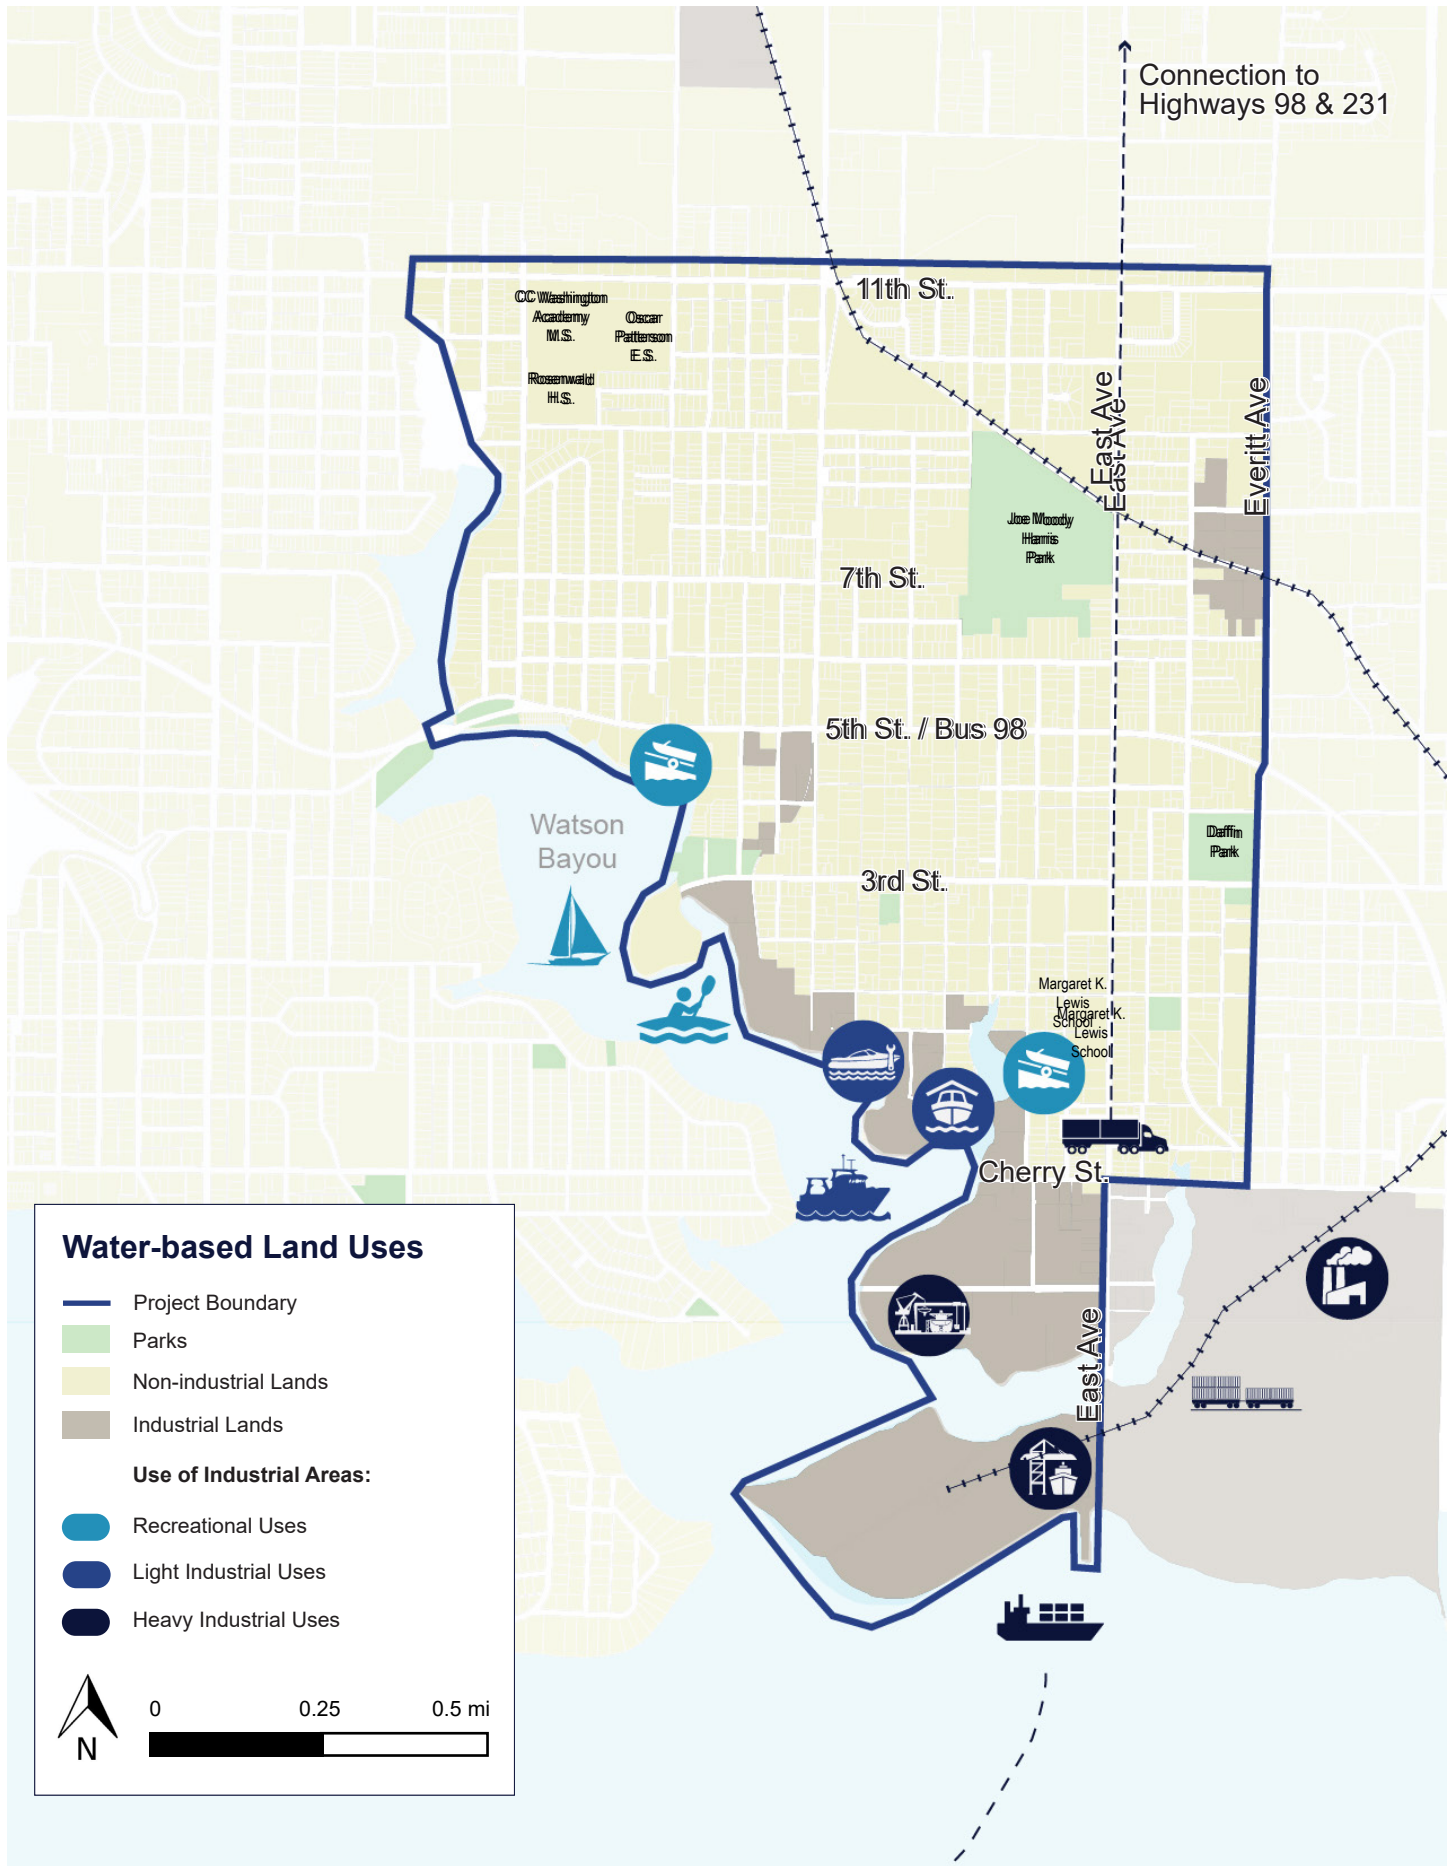 Connection to
Highways 98 & 231
11th St.
CC Washington
Academy
M.S.
Oscar
Patterson
E.S.
Rosenwald
H.S.
East Ave
East Ave
Everitt Ave
Joe Moody
Harris
Park
7th St.
5th St. / Bus 98
Watson
Bayou
Daffin
Park
3rd St.
Margaret K.
Lewis
School
Margaret K.
Lewis
School
Cherry St.
East Ave
Water-based Land Uses
Project Boundary
Parks
Non-industrial Lands
Industrial Lands
Use of Industrial Areas:
Recreational Uses
Light Industrial Uses
Heavy Industrial Uses
0 0.25 0.5 mi
N